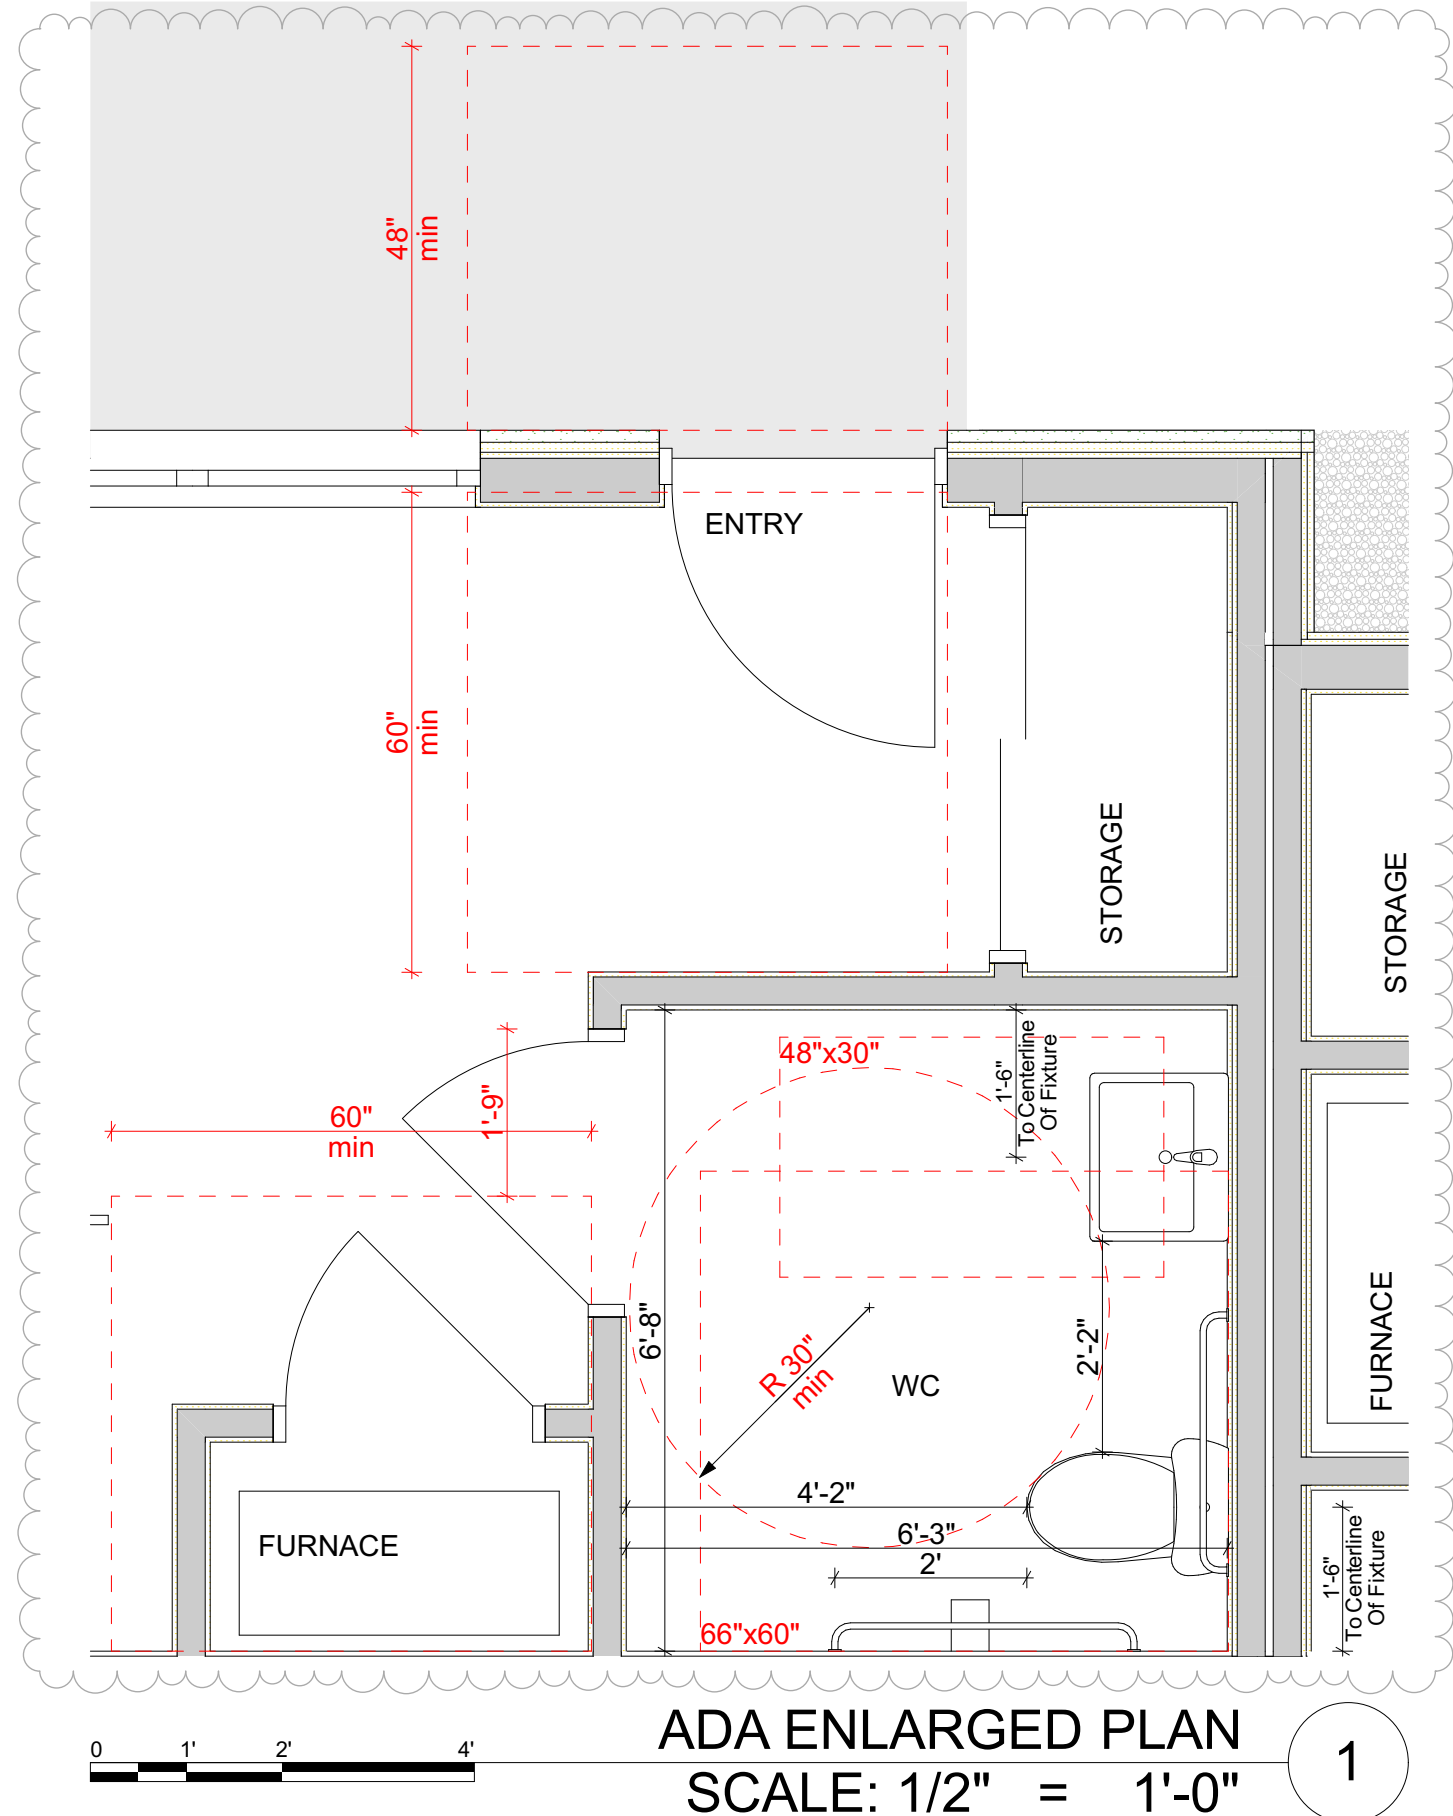 48"
min
ENTRY
60"
min
STORAGE
STORAGE
48"x30"
1'-6"
To Centerline
Of Fixture
1'-9"
60"
min
6'-8"
R 30"
min
2'-2"
WC
FURNACE
4'-2"
6'-3"
2'
FURNACE
1'-6"
To Centerline
Of Fixture
66"x60"
ADA ENLARGED PLAN
1
0 1' 2' 4'
SCALE: 1/2" = 1'-0"